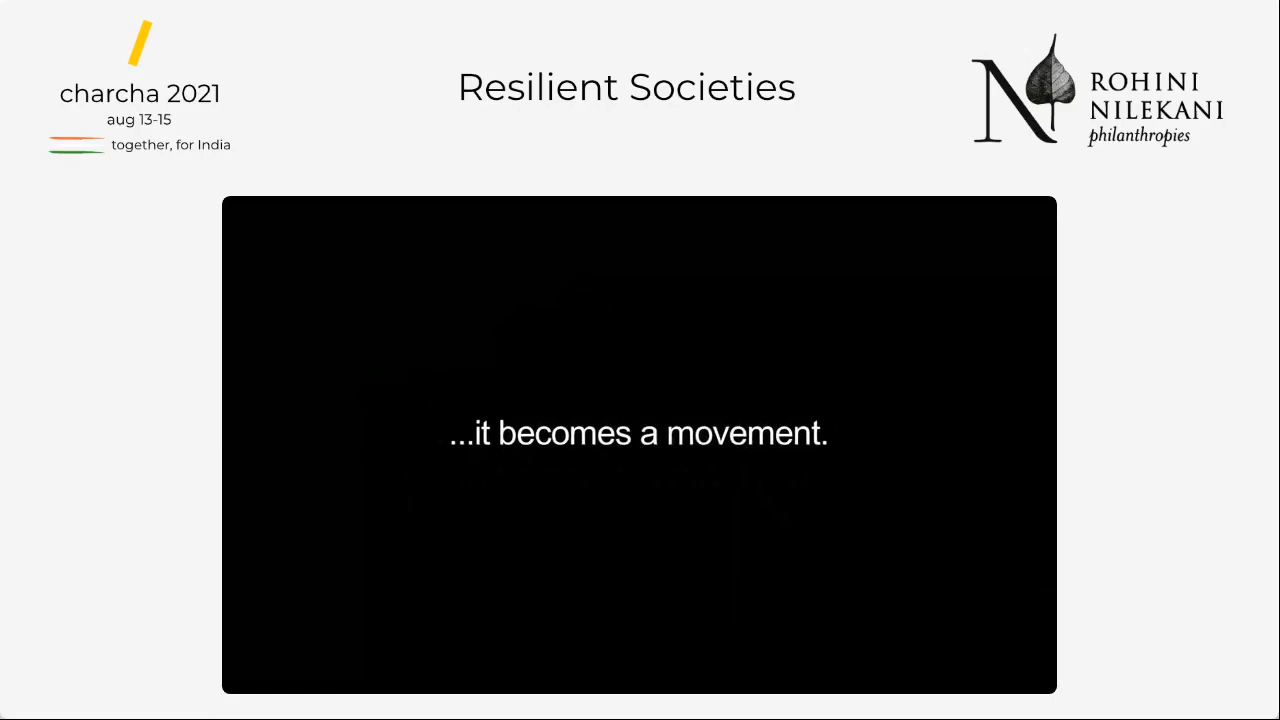 charcha 2021
aug 13-15
together, for India
Resilient Societies
N ROHINI
NILEKANI
philanthropies
...it becomes a movement.